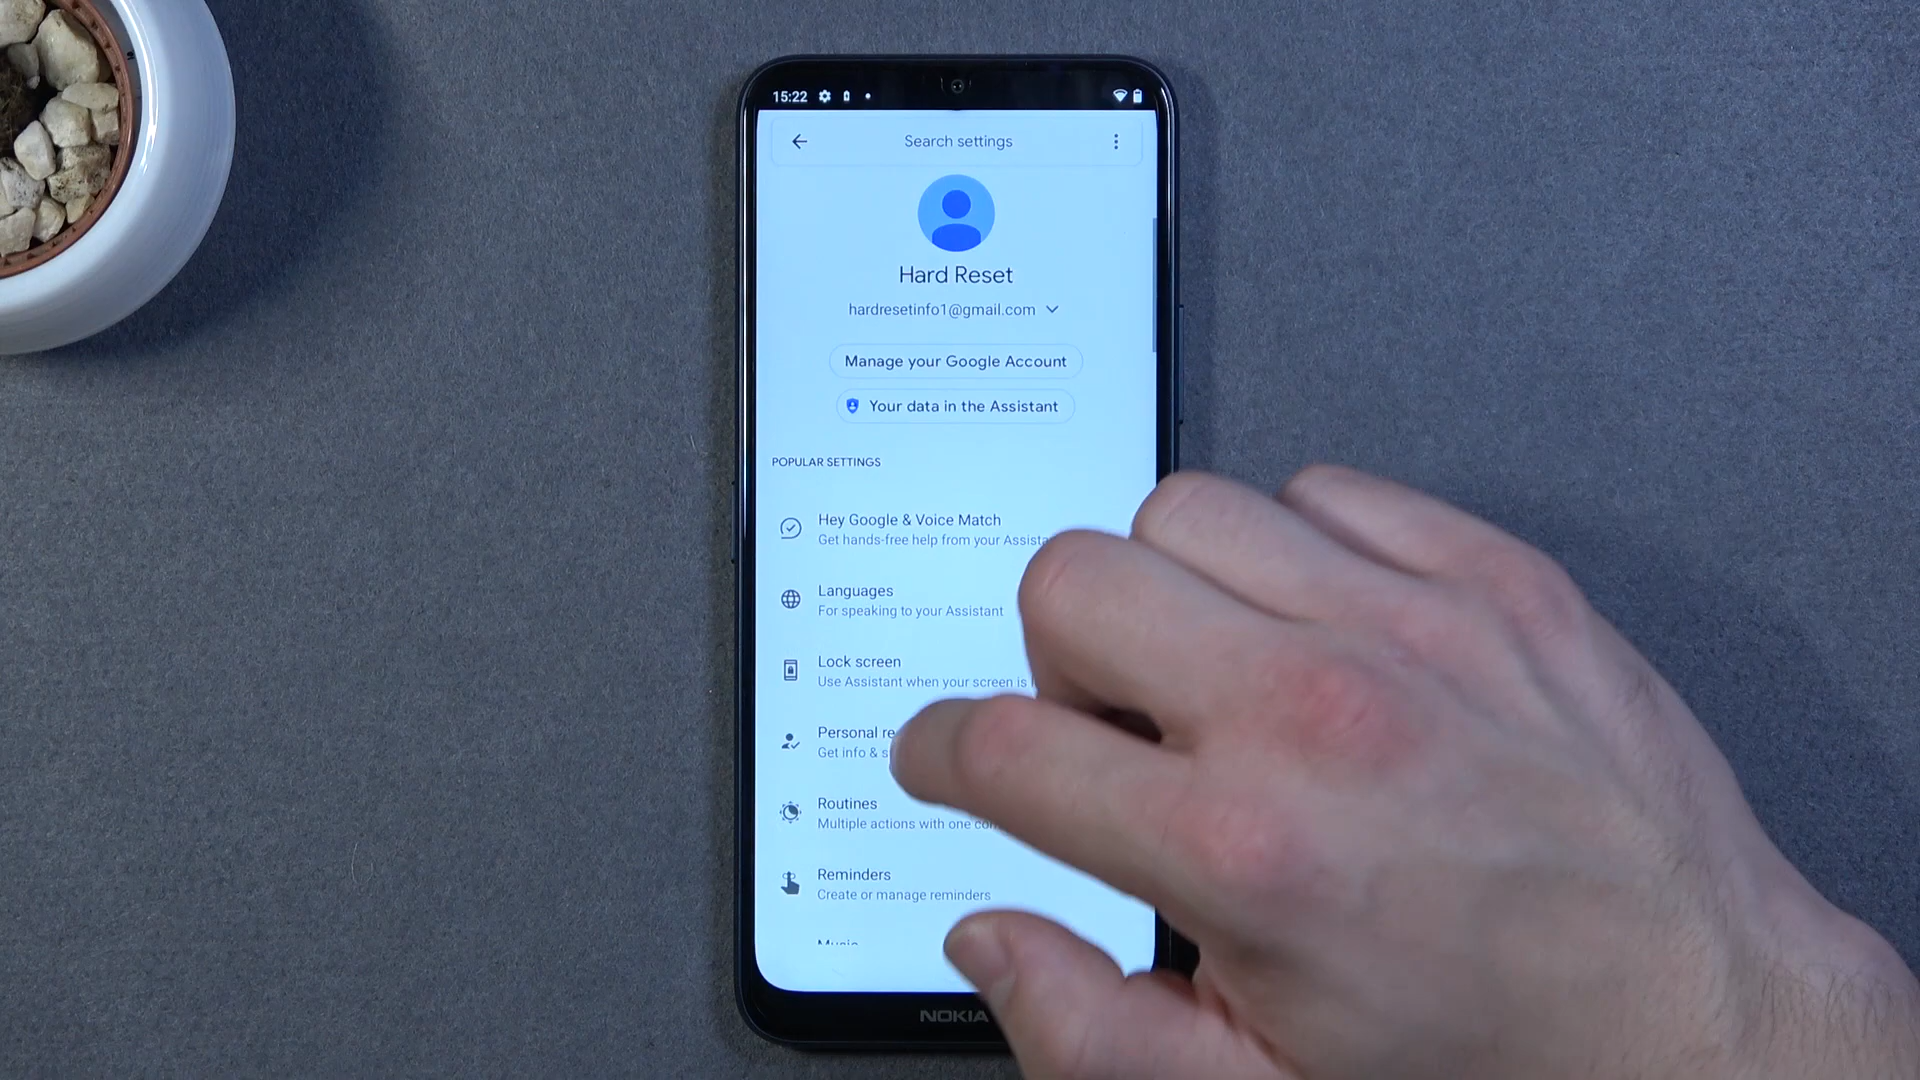 15:22
Search settings
Hard Reset
hardresetinfo1@gmail.com
Manage your Google Account
Your data in the Assistant
POPULAR SETTINGS
Hey Google & Voice Match
Get hands-free help from your
Languages
For speaking to your Assistant
Lock screen
Use Assistant when your screen is
Personal
Get info &
Routines
Multiple actions with one
Reminders
Create or manage reminders
NOKIA